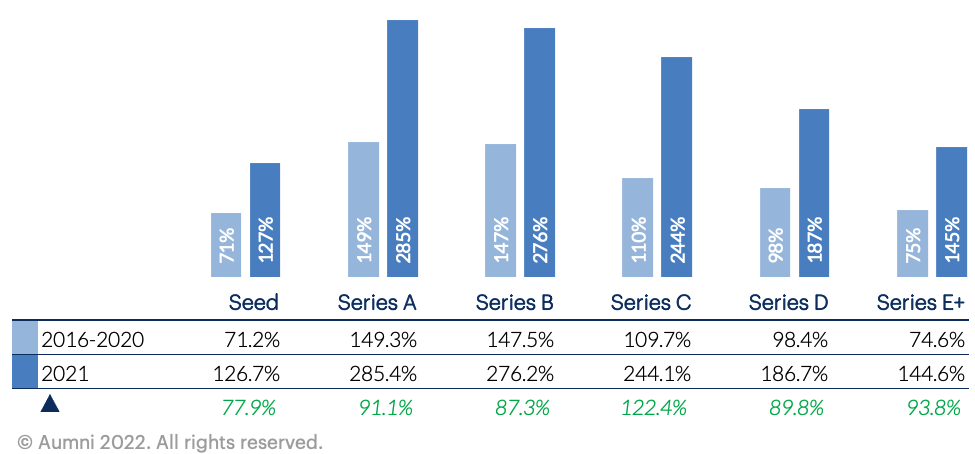 71% 127% 149% 285% 147% 276% 110% 244% 98% 187% 75% 145%
Seed Series A Series B Series C Series D Series E+
2016-2020 71.2% 149.3% 147.5% 109.7% 98.4% 74.6%
2021 126.7% 285.4% 276.2% 244.1% 186.7% 144.6%
77.9% 91.1% 87.3% 122.4% 89.8% 93.8%
© Aumni 2022. All rights reserved.